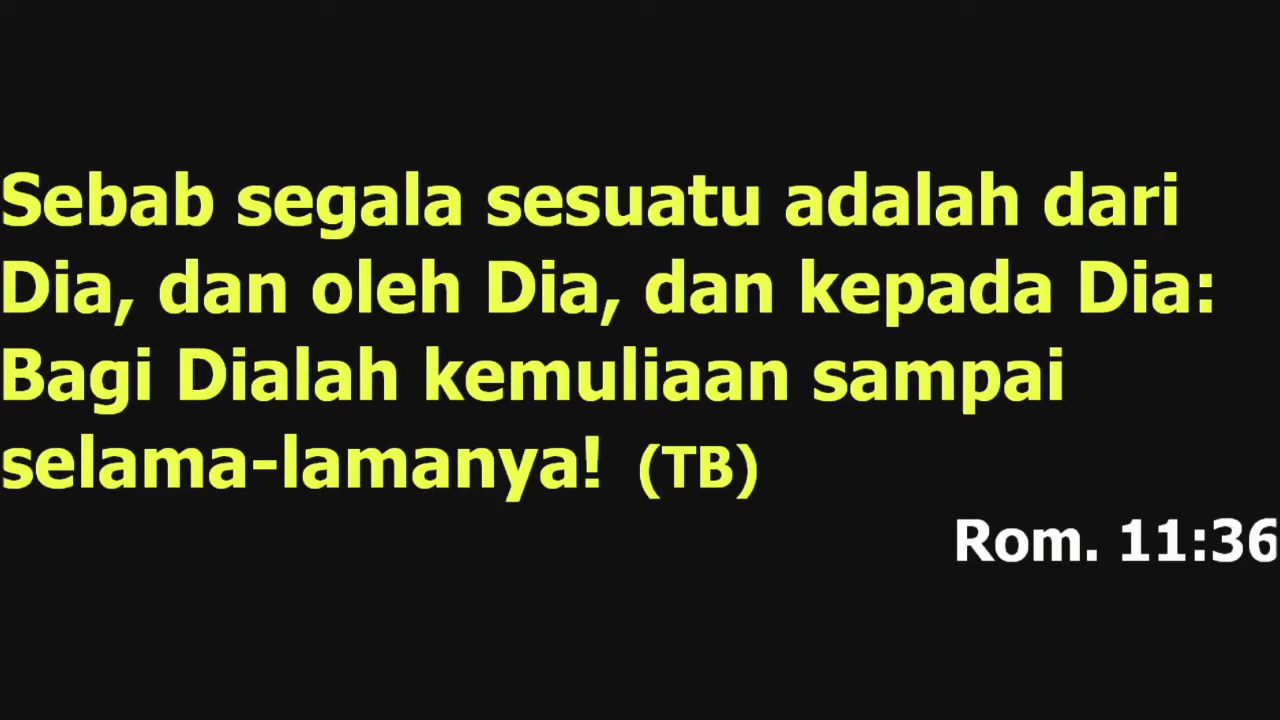 Sebab segala sesuatu adalah dari
Dia, dan oleh Dia, dan kepada Dia:
Bagi Dialah kemuliaan sampai
selama-lamanya! (TB)
Rom. 11:36